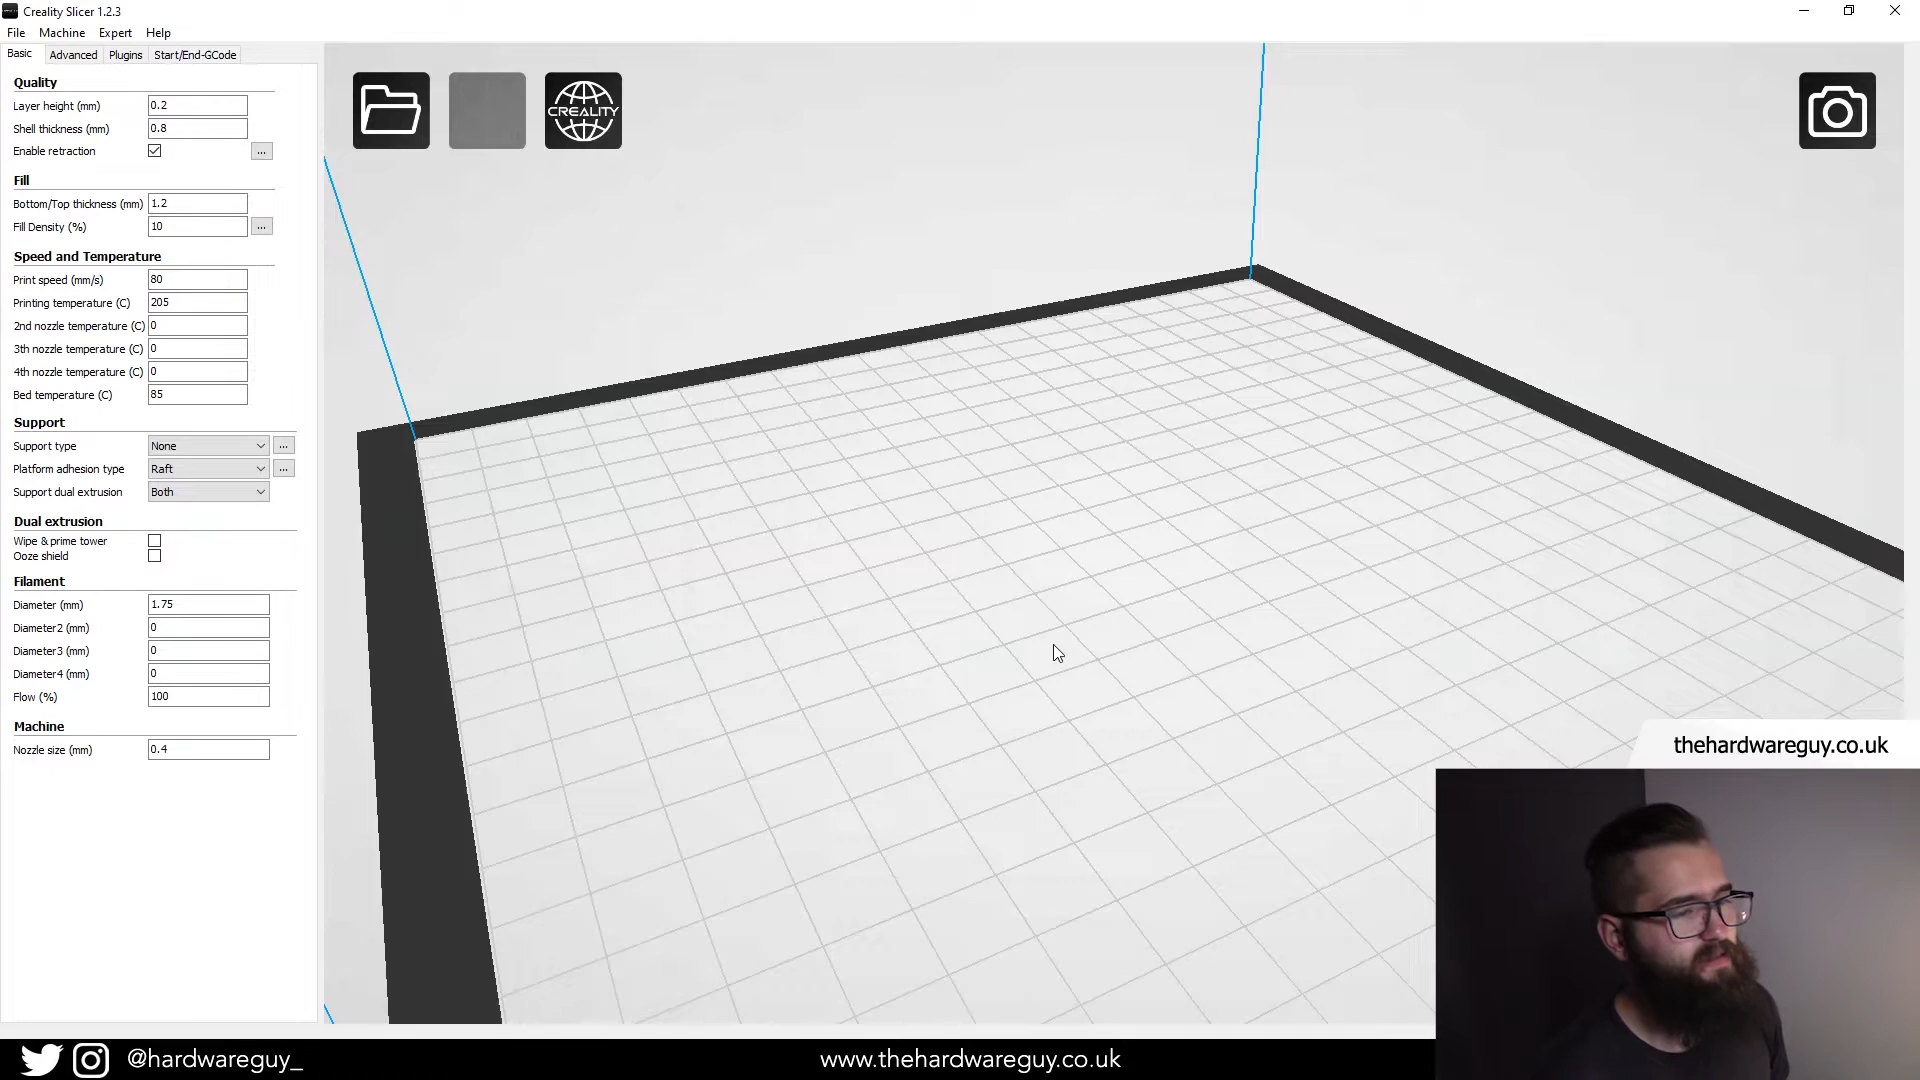 Creality Slicer 1.2.3
File Machine Expert Help
Basic Advanced Plugins Start/End-GCode
Quality
Layer height (mm) 0.2
Shell thickness (mm) 0.8
Enable retraction ...
Fill
Bottom/Top thickness (mm) 1.2
Fill Density (%) 10 ...
Speed and Temperature
Print speed (mm/s) 80
Printing temperature (C) 205
2nd nozzle temperature (C) 0
3th nozzle temperature (C) 0
4th nozzle temperature (C) 0
Bed temperature (C) 85
Support
Support type None ...
Platform adhesion type Raft ...
Support dual extrusion Both
Dual extrusion
Wipe & prime tower
Ooze shield
Filament
Diameter (mm) 1.75
Diameter2 (mm) 0
Diameter3 (mm) 0
Diameter4 (mm) 0
Flow (%) 100
Machine
Nozzle size (mm) 0.4
CREALITY
thehardwareguy.co.uk
@hardwareguy_
www.thehardwareguy.co.uk